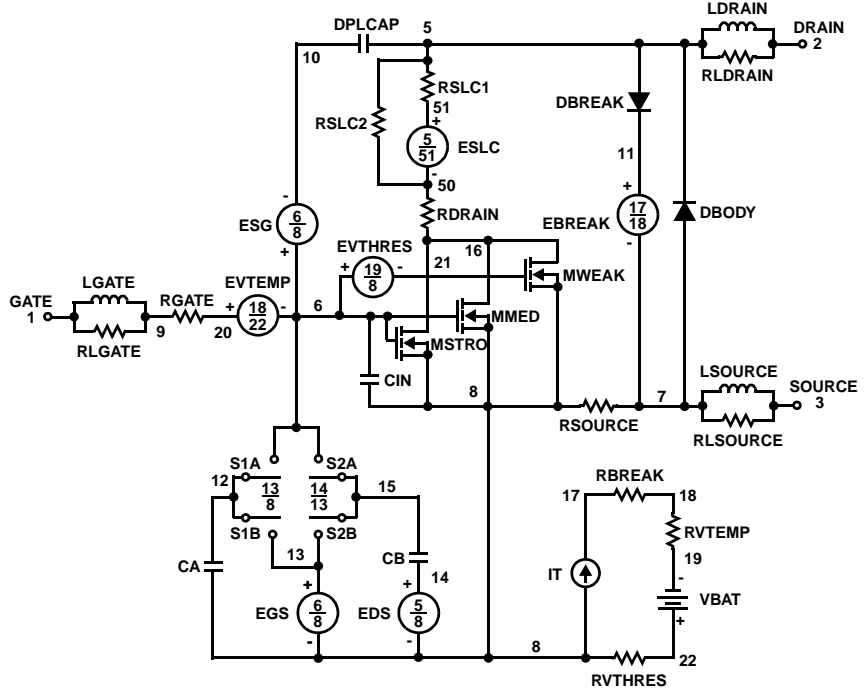 LDRAIN
DPLCAP
5
DRAIN
2
10
RLDRAIN
RSLC1
51
DBREAK
RSLC2
+
5
51
ESLC
-
50
11
-
RDRAIN
+
17
18
ESG
6
8
EBREAK
DBODY
+
EVTHRES
16
-
21
+
19
8
-
MWEAK
LGATE
EVTEMP
GATE
1
RGATE
+
18
22
-
6
MMED
9
20
MSTRO
RLGATE
CIN
8
LSOURCE
7
SOURCE
3
RSOURCE
RLSOURCE
S1A
S2A
12
13
8
14
13
15
RBREAK
17
18
S1B
S2B
RVTEMP
13
CB
19
CA
IT
-
+
+
14
VBAT
EGS
6
8
EDS
5
8
+
-
-
8
22
RVTHRES